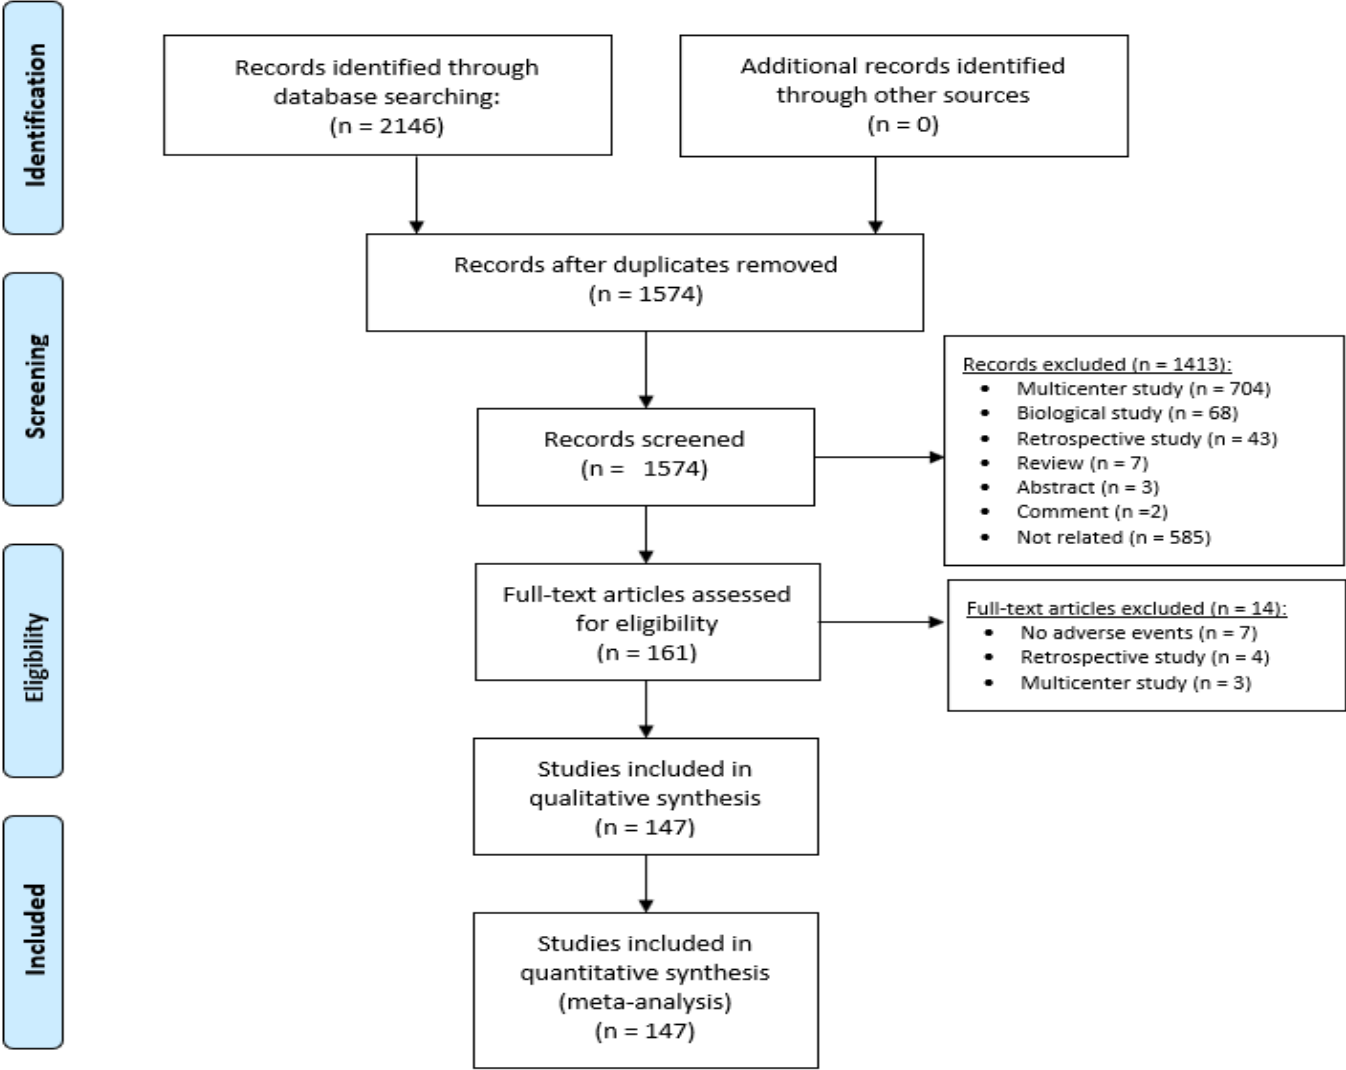 Identification
Records identified through
database searching:
(n = 2146)
Additional records identified
through other sources
(n = 0)
Records after duplicates removed
(n = 1574)
Screening
Records screened
(n = 1574)
Records excluded (n = 1413):
• Multicenter study (n = 704)
• Biological study (n = 68)
• Retrospective study (n = 43)
• Review (n = 7)
• Abstract (n = 3)
• Comment (n =2)
• Not related (n = 585)
Eligibility
Full-text articles assessed
for eligibility
(n = 161)
Full-text articles excluded (n = 14):
• No adverse events (n = 7)
• Retrospective study (n = 4)
• Multicenter study (n = 3)
Studies included in
qualitative synthesis
(n = 147)
Included
Studies included in
quantitative synthesis
(meta-analysis)
(n = 147)